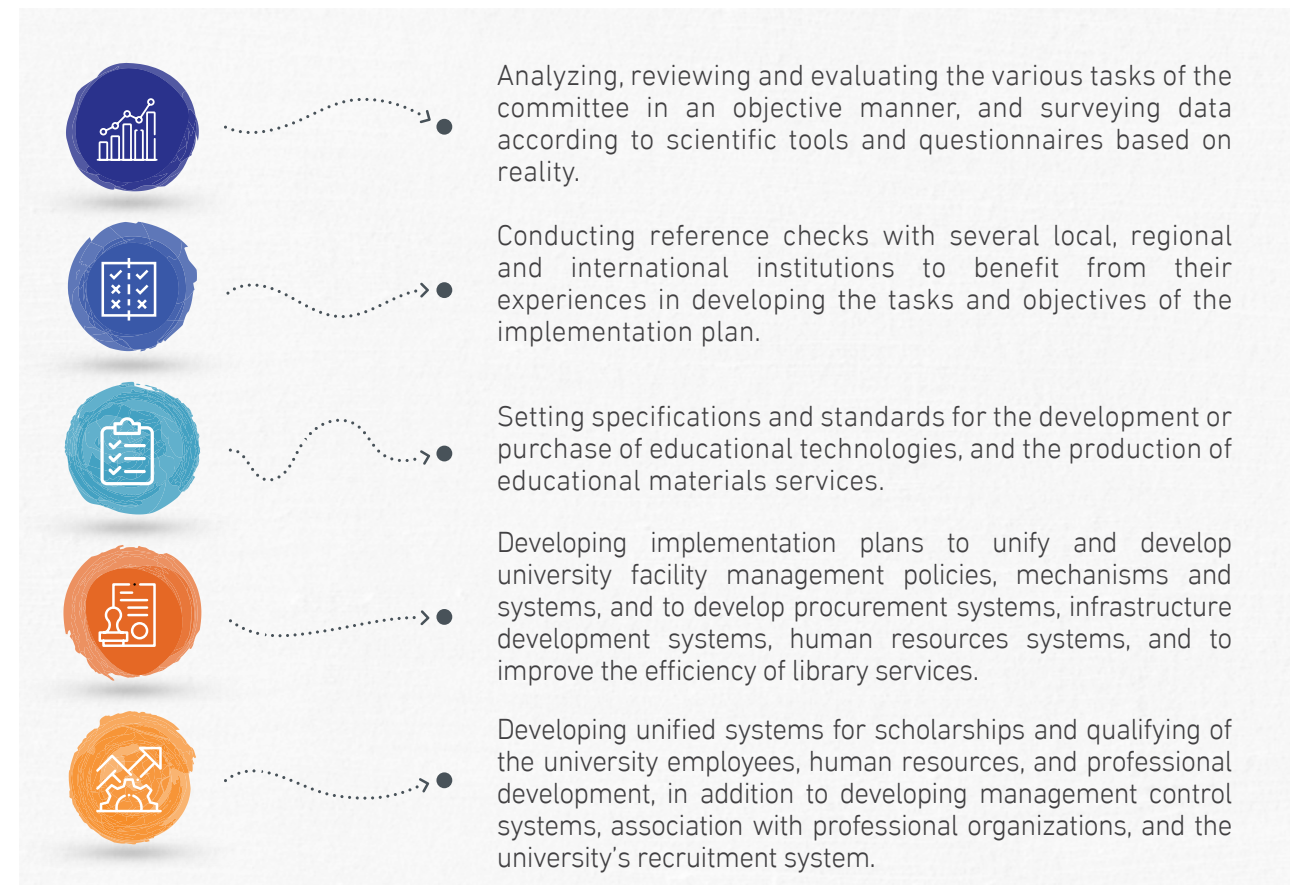 Analyzing, reviewing and evaluating the various tasks of the
committee in an objective manner, and surveying data
according to scientific tools and questionnaires based on
reality.
Conducting reference checks with several local, regional
and international institutions to benefit from their
experiences in developing the tasks and objectives of the
implementation plan.
Setting specifications and standards for the development or
purchase of educational technologies, and the production of
educational materials services.
Developing implementation plans to unify and develop
university facility management policies, mechanisms and
systems, and to develop procurement systems, infrastructure
development systems, human resources systems, and to
improve the efficiency of library services.
Developing unified systems for scholarships and qualifying of
the university employees, human resources, and professional
development, in addition to developing management control
systems, association with professional organizations, and the
university's recruitment system.